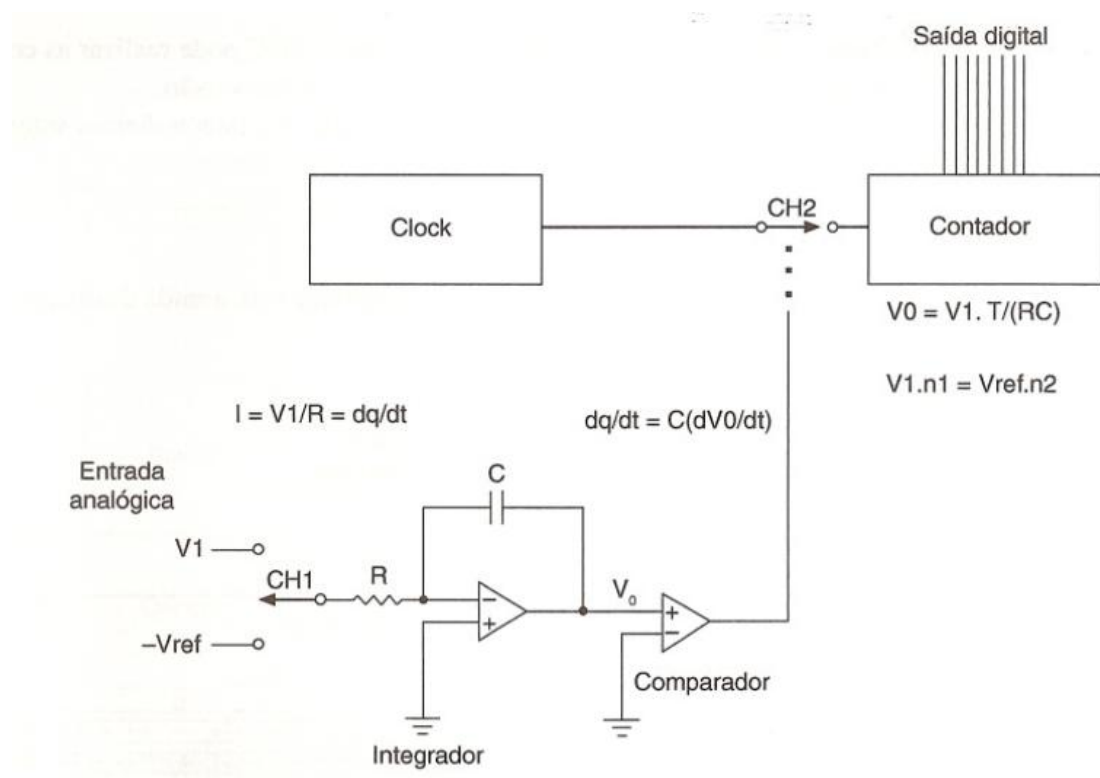 Saída digital
Clock
CH2
Contador
V0 = V1. T/(RC)
V1.n1 = Vref.n2
I = V1/R = dq/dt
dq/dt = C(dV0/dt)
Entrada
analógica
C
V1
CH1
R
–
+
Vo
+
–
–Vref
Comparador
Integrador